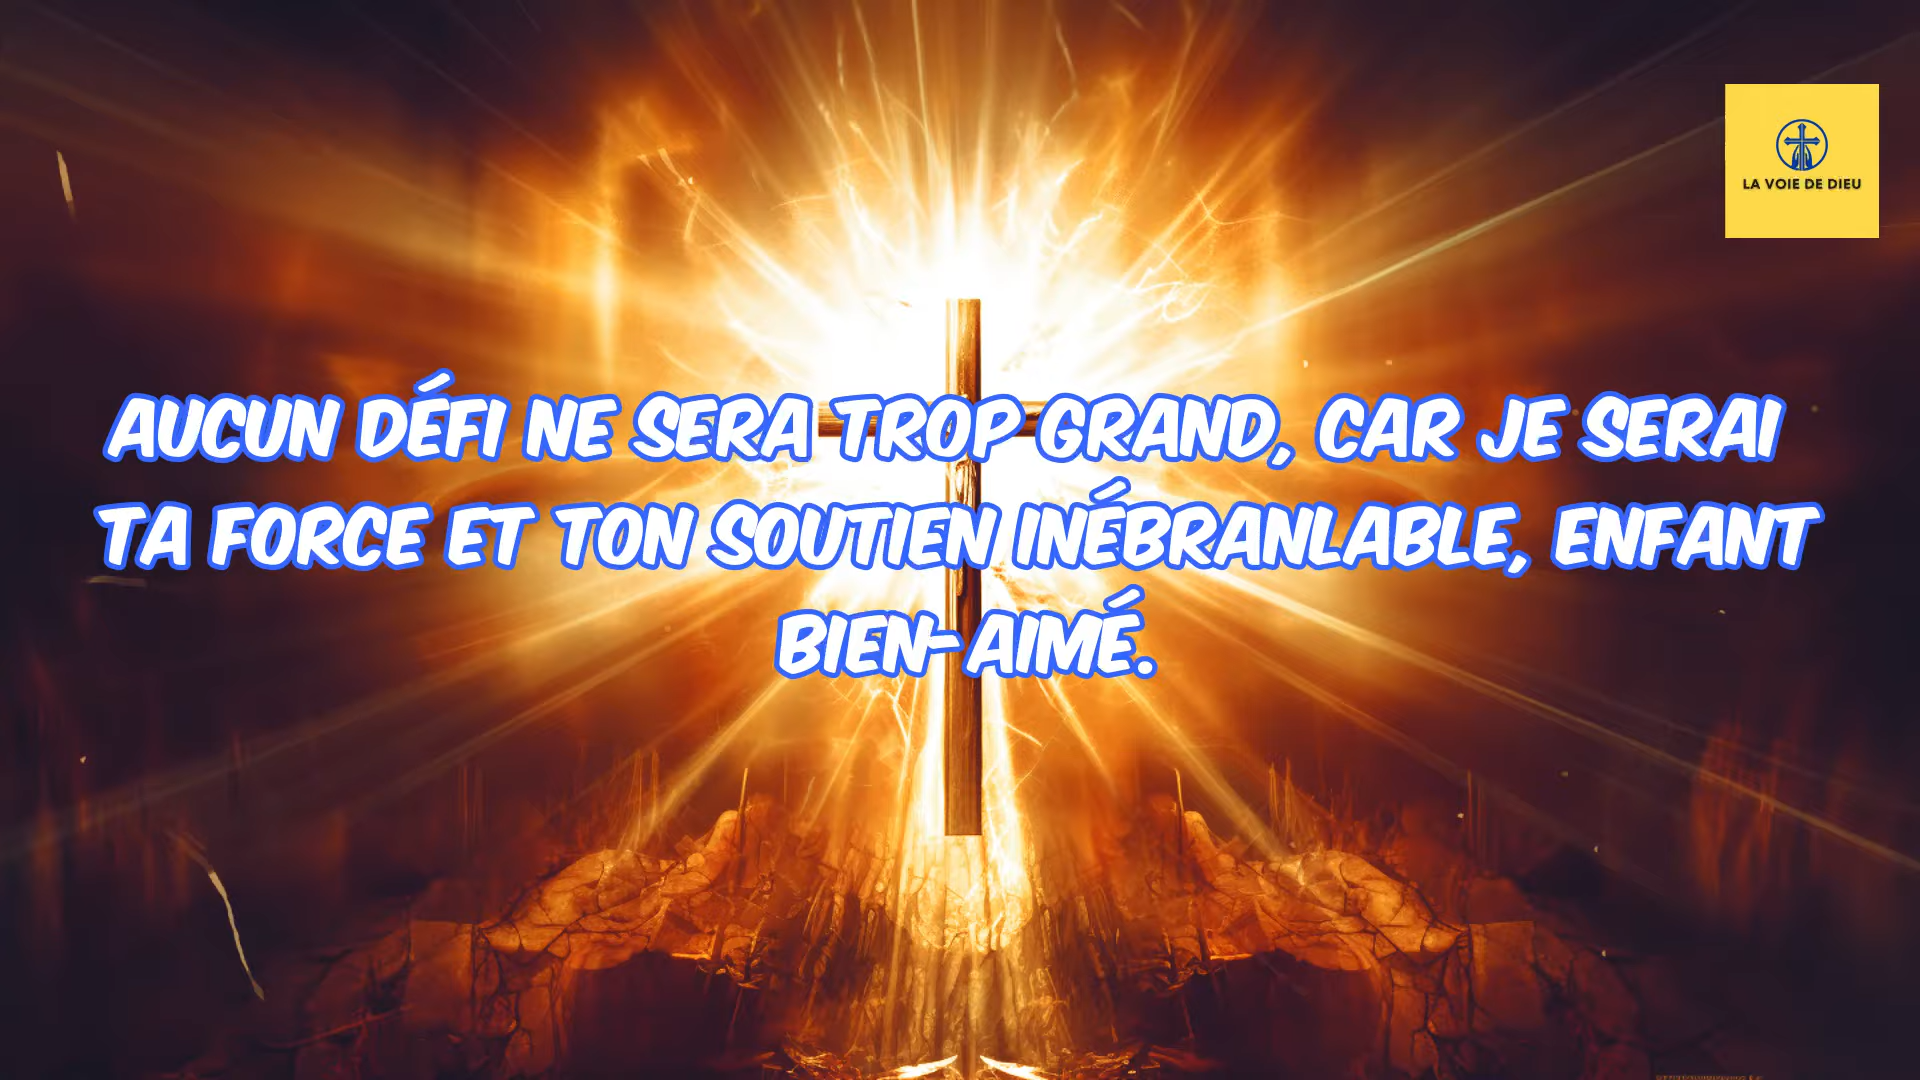 LA VOIE DE DIEU
AUCUN DÉFI NE SERA TROP GRAND, CAR JE SERAI
TA FORCE ET TON SOUTIEN INÉBRANLABLE, ENFANT
BIEN-AIMÉ.